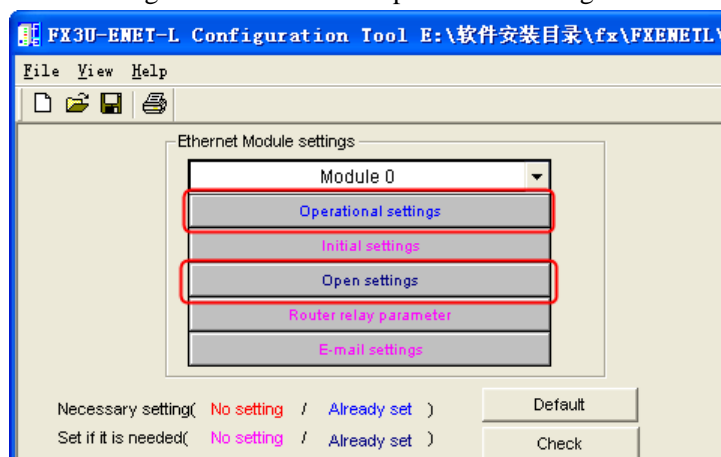 FX3U-ENET-L Configuration Tool E:\软件安装目录\fx\FXENETL\
File View Help
Ethernet Module settings
Module 0
Operational settings
Initial settings
Open settings
Router relay parameter
E-mail settings
Necessary setting( No setting / Already set ) Default
Set if it is needed( No setting / Already set ) Check